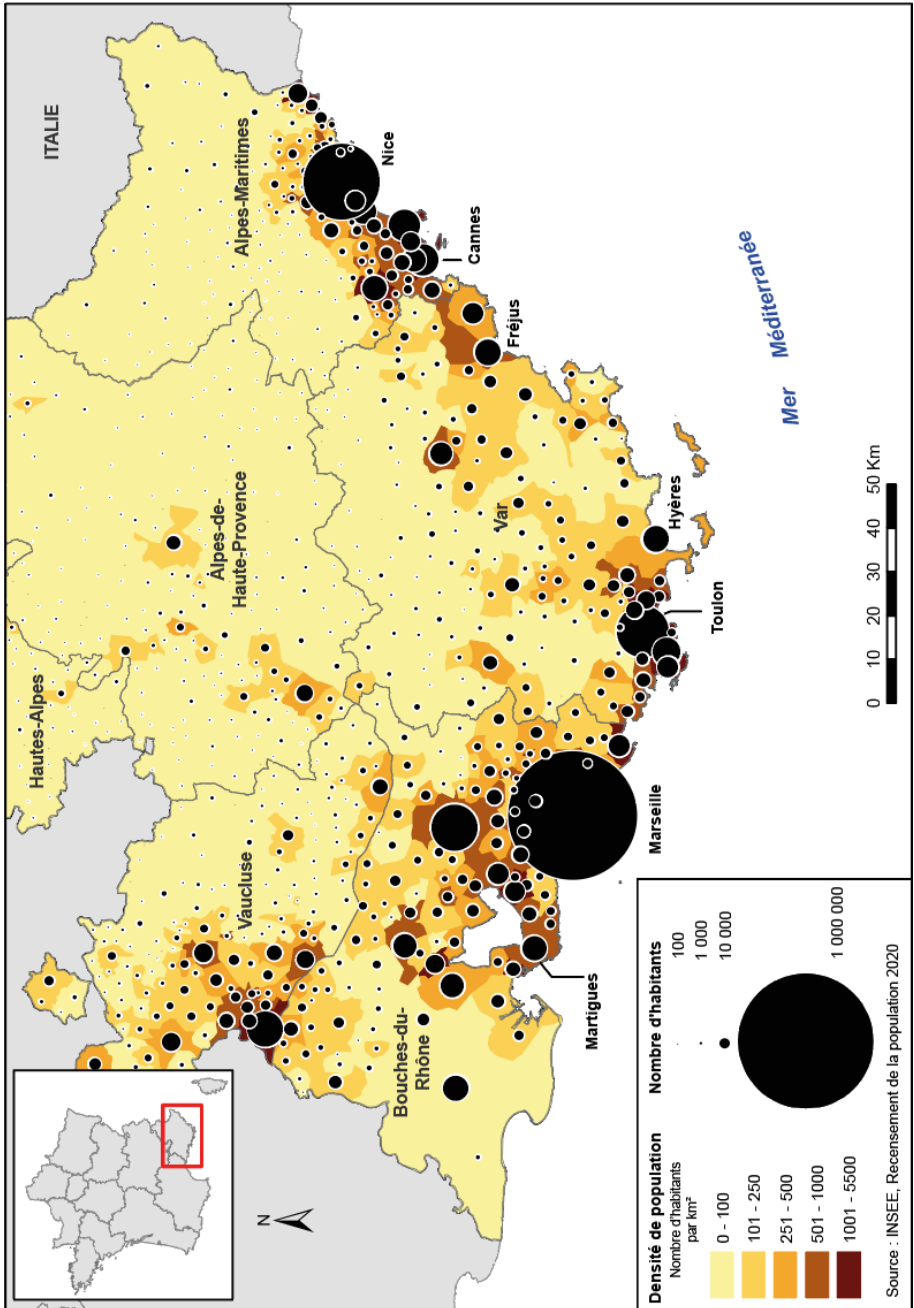 ITALIE
Hautes-Alpes
Alpes-Maritimes
Alpes-de-
Haute-Provence
Vaucluse
Nice
Cannes
Fréjus
Var
Bouches-du-
Rhône
Hyères
Toulon
Marseille
Martigues
Mer Méditerranée
N
0 10 20 30 40 50 Km
Densité de population
Nombre d'habitants
par km²
0 - 100
101 - 250
251 - 500
501 - 1000
1001 - 5500
Nombre d'habitants
100
1 000
10 000
1 000 000
Source : INSEE, Recensement de la population 2020